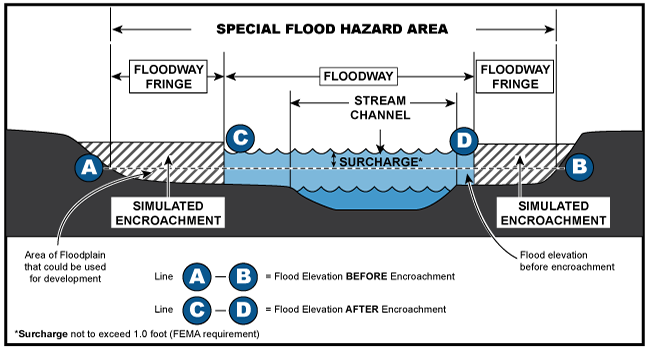 SPECIAL FLOOD HAZARD AREA
FLOODWAY
FRINGE
FLOODWAY
FLOODWAY
FRINGE
STREAM
CHANNEL
C
D
SURCHARGE*
A
B
SIMULATED
ENCROACHMENT
SIMULATED
ENCROACHMENT
Area of Floodplain
that could be used
for development
Flood elevation
before encroachment
Line A — B = Flood Elevation BEFORE Encroachment
Line C — D = Flood Elevation AFTER Encroachment
*Surcharge not to exceed 1.0 foot (FEMA requirement)